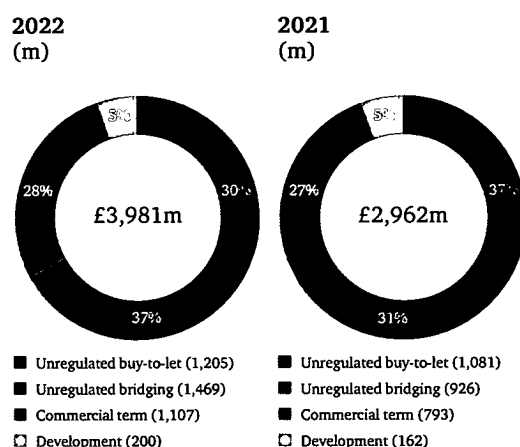 2022
(m)
5%
28%
30%
£3,981m
37%
Unregulated buy-to-let (1,205)
Unregulated bridging (1,469)
Commercial term (1,107)
Development (200)
2021
(m)
5%
27%
37%
£2,962m
31%
Unregulated buy-to-let (1,081)
Unregulated bridging (926)
Commercial term (793)
Development (162)